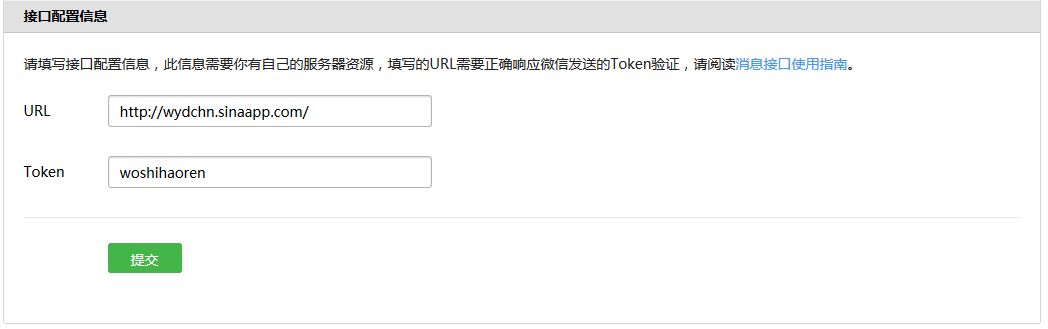 接口配置信息
请填写接口配置信息，此信息需要你有自己的服务器资源，填写的URL需要正确响应微信发送的Token验证，请阅读消息接口使用指南。
URL http://wydchn.sinaapp.com/
Token woshihaoren
提交